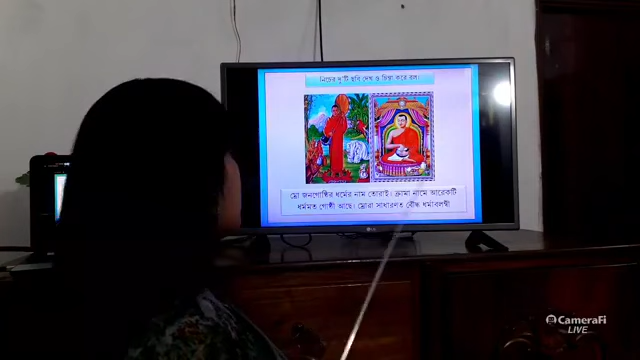 নিচের দু'টি ছবি দেখ ও চিন্তা করে বল।
ম্রো জনগোষ্ঠির ধর্মের নাম তোরাই। ক্রামা নামে আরেকটি
ধর্মমত গোষ্ঠী আছে। ম্রোরা সাধারণত বৌদ্ধ ধর্মাবলম্বী
LG
CameraFi
LIVE